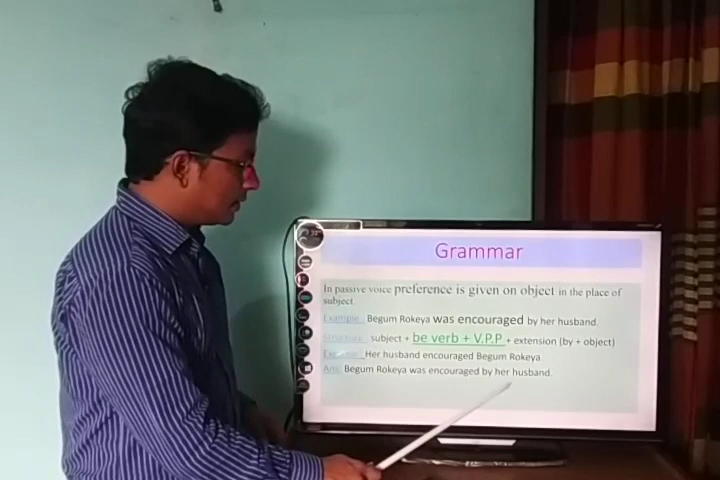 Grammar
In passive voice preference is given on object in the place of
subject.
Example: Begum Rokeya was encouraged by her husband.
Structure: subject + be verb + V.P.P + extension (by + object)
Example: Her husband encouraged Begum Rokeya.
Ans: Begum Rokeya was encouraged by her husband.